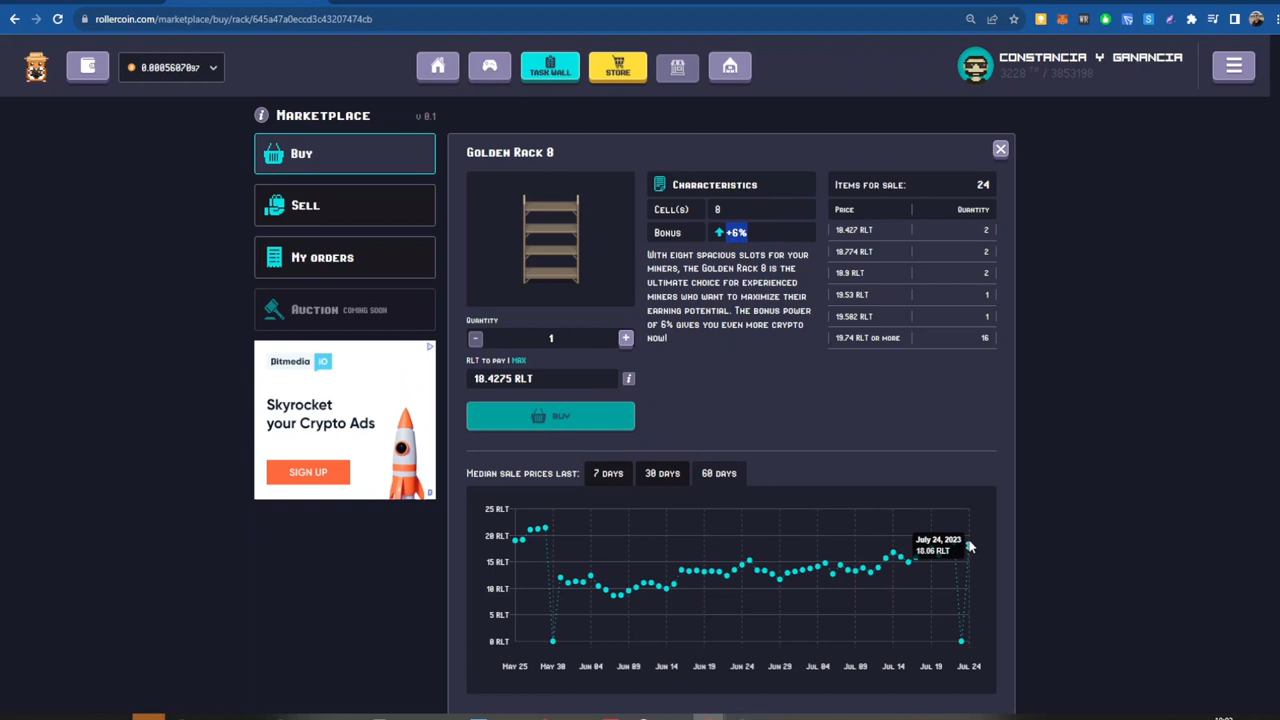 rollercoin.com/marketplace/buy/rack/645a47a0eccd3c43207474cb
0.0005607097
TASK WALL
STORE
CONSTANCIA Y GANANCIA
3228 TH / 3853198
MARKETPLACE
V 0.1
BUY
SELL
MY ORDERS
AUCTION COMING SOON
Bitmedia IO
Skyrocket
your Crypto Ads
SIGN UP
GOLDEN RACK 8
QUANTITY
- 1 +
RLT TO PAY | MAX
18.4275 RLT
BUY
CHARACTERISTICS
CELL(S) 8
BONUS +6%
WITH EIGHT SPACIOUS SLOTS FOR YOUR
MINERS, THE GOLDEN RACK 8 IS THE
ULTIMATE CHOICE FOR EXPERIENCED
MINERS WHO WANT TO MAXIMIZE THEIR
EARNING POTENTIAL. THE BONUS POWER
OF 6% GIVES YOU EVEN MORE CRYPTO
NOW!
ITEMS FOR SALE: 24
PRICE QUANTITY
18.427 RLT 2
18.774 RLT 2
18.9 RLT 2
19.53 RLT 1
19.582 RLT 1
19.74 RLT OR MORE 16
MEDIAN SALE PRICES LAST: 7 DAYS 30 DAYS 60 DAYS
25 RLT
20 RLT
15 RLT
10 RLT
5 RLT
0 RLT
July 24, 2023
18.06 RLT
MAY 25 MAY 30 JUN 04 JUN 09 JUN 14 JUN 19 JUN 24 JUN 29 JUL 04 JUL 09 JUL 14 JUL 19 JUL 24